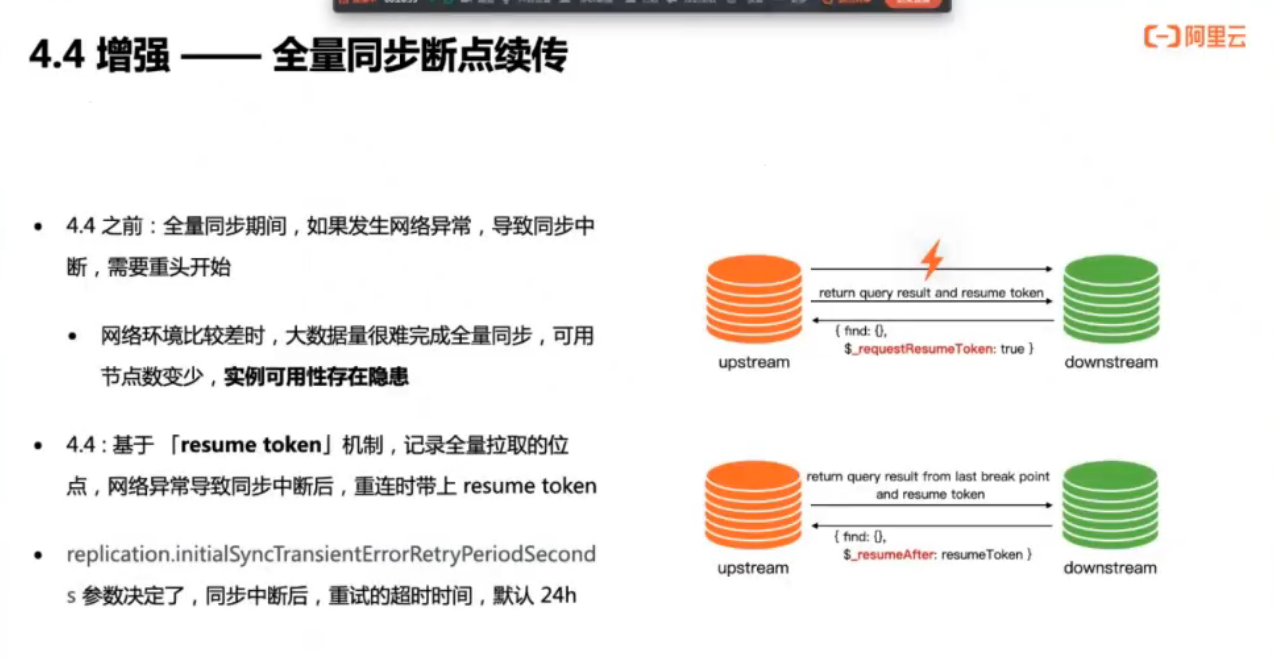 4.4 增强 —— 全量同步断点续传
阿里云
• 4.4 之前：全量同步期间，如果发生网络异常，导致同步中
断，需要重头开始
• 网络环境比较差时，大数据量很难完成全量同步，可用
节点数变少，实例可用性存在隐患
• 4.4 : 基于 「resume token」机制，记录全量拉取的位
点，网络异常导致同步中断后，重连时带上 resume token
• replication.initialSyncTransientErrorRetryPeriodSecond
s 参数决定了，同步中断后，重试的超时时间，默认 24h
return query result and resume token
{ find: {},
$_requestResumeToken: true }
upstream
downstream
return query result from last break point
and resume token
{ find: {},
$_resumeAfter: resumeToken }
upstream
downstream